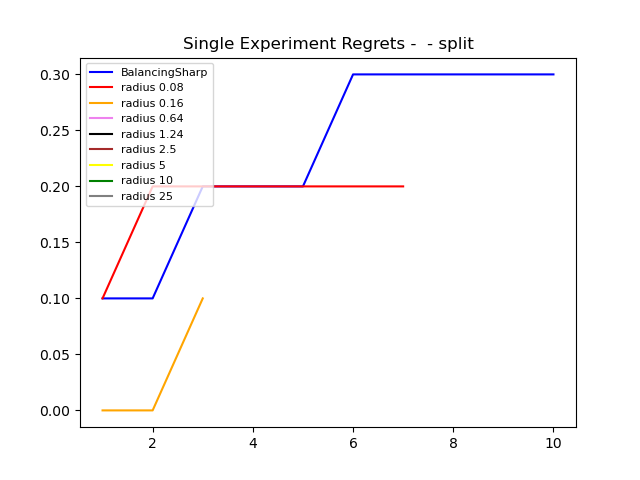 Single Experiment Regrets -  - split
BalancingSharp
radius 0.08
radius 0.16
radius 0.64
radius 1.24
radius 2.5
radius 5
radius 10
radius 25
0.30
0.25
0.20
0.15
0.10
0.05
0.00
2 4 6 8 10